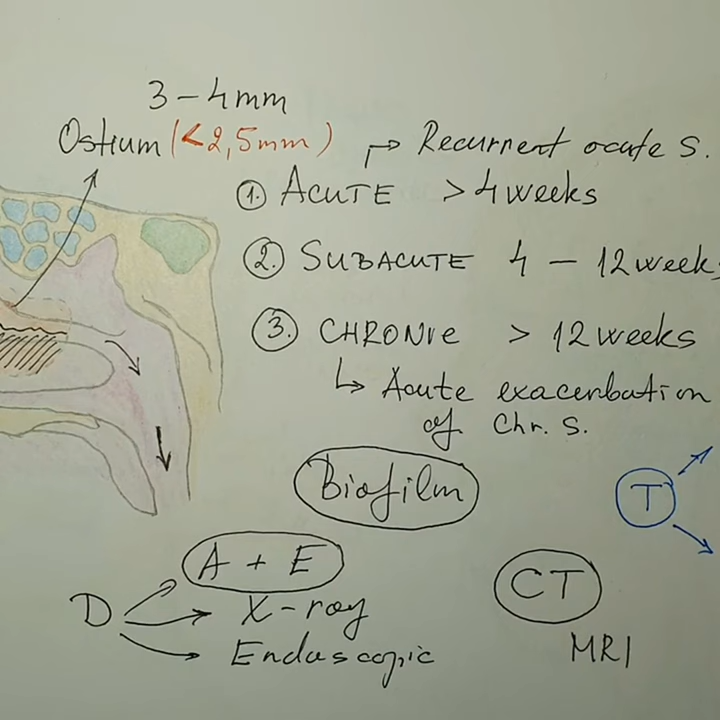 3-4mm
Ostium (<2,5mm)
Recurrent acute S.
1. ACUTE >4weeks
2. SUBACUTE 4 - 12week
3. CHRONIC > 12weeks
Acute exacerbation
of Chr. S.
Biofilm
T
A + E
D
X-ray
Endoscopic
CT
MRI